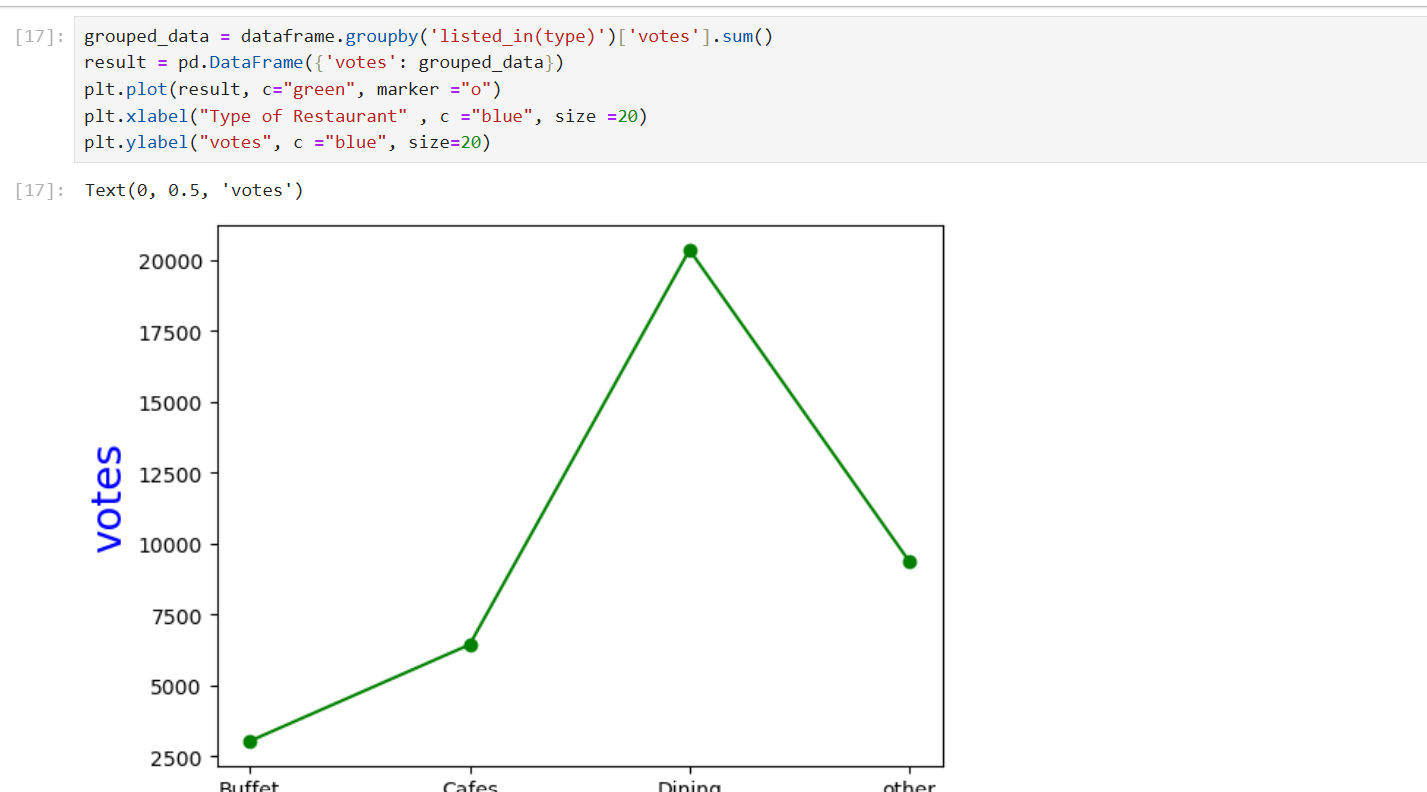 [17]: grouped_data = dataframe.groupby('listed_in(type)')['votes'].sum()
result = pd.DataFrame({'votes': grouped_data})
plt.plot(result, c="green", marker ="o")
plt.xlabel("Type of Restaurant" , c ="blue", size =20)
plt.ylabel("votes", c ="blue", size=20)
[17]: Text(0, 0.5, 'votes')
20000
17500
15000
12500
10000
7500
5000
2500
votes
Buffet Cafes Dining other